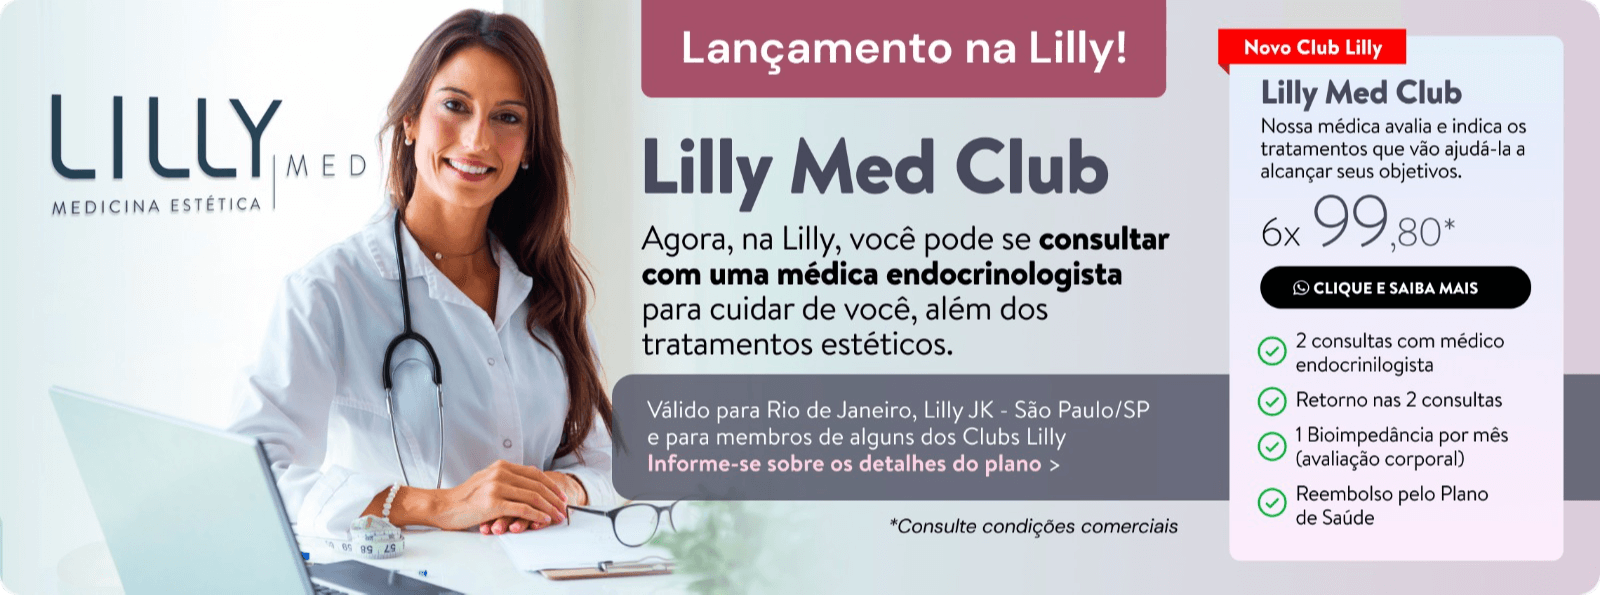 LILLY
MED
MEDICINA ESTÉTICA
Lançamento na Lilly!
Lilly Med Club
Agora, na Lilly, você pode se consultar
com uma médica endocrinologista
para cuidar de você, além dos
tratamentos estéticos.
Válido para Rio de Janeiro, Lilly JK - São Paulo/SP
e para membros de alguns dos Clubs Lilly
Informe-se sobre os detalhes do plano >
*Consulte condições comerciais
Novo Club Lilly
Lilly Med Club
Nossa médica avalia e indica os
tratamentos que vão ajudá-la a
alcançar seus objetivos.
6x 99,80*
CLIQUE E SAIBA MAIS
2 consultas com médico
endocrinilogista
Retorno nas 2 consultas
1 Bioimpedância por mês
(avaliação corporal)
Reembolso pelo Plano
de Saúde
59 58 57